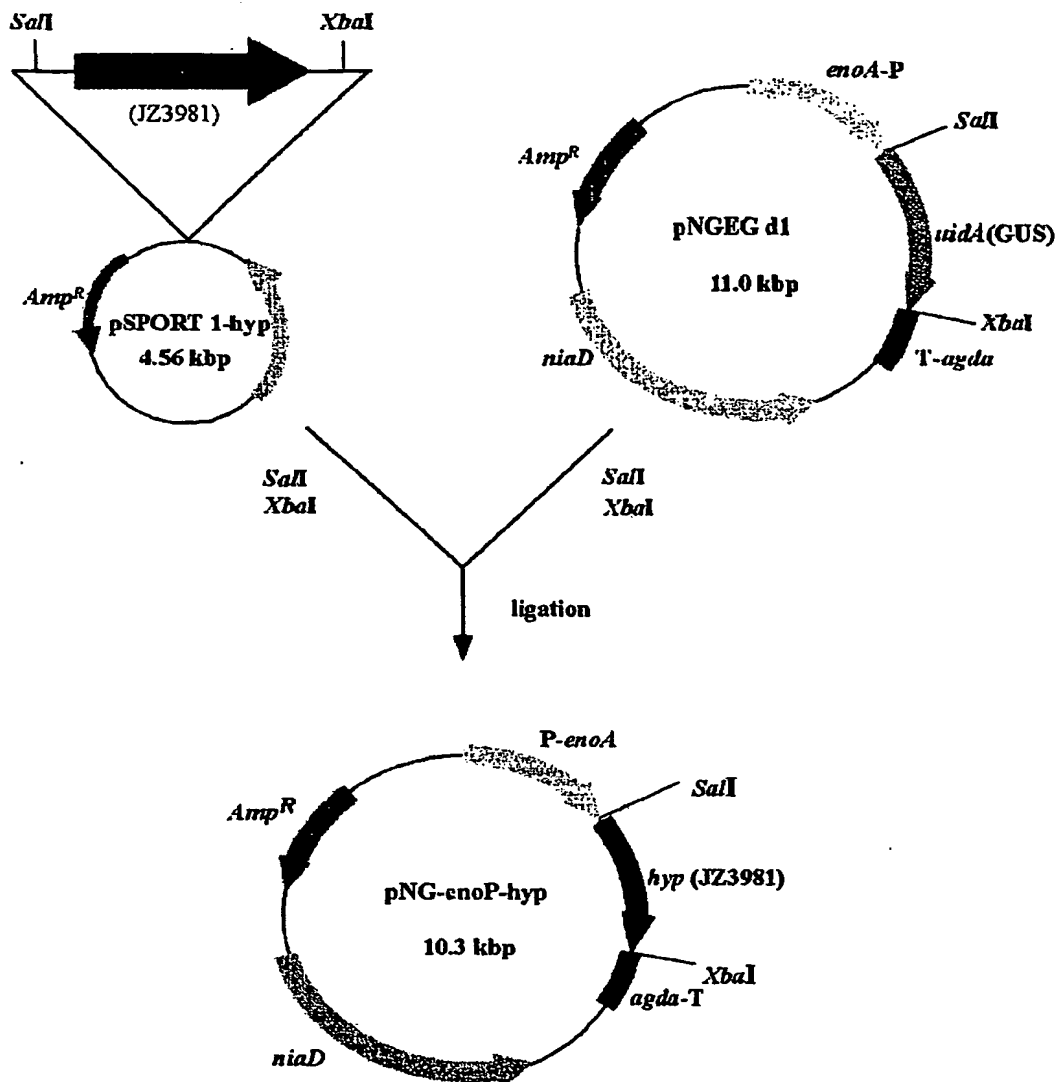 SalI
XbaI
(JZ3981)
AmpR
pSPORT 1-hyp
4.56 kbp
enoA-P
SalI
AmpR
pNGEG d1
uidA(GUS)
11.0 kbp
XbaI
T-agda
niaD
SalI
XbaI
SalI
XbaI
ligation
P-enoA
SalI
AmpR
hyp (JZ3981)
pNG-enoP-hyp
10.3 kbp
XbaI
agda-T
niaD